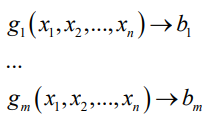 g₁(x₁,x₂,...,xₙ)→b₁
...
gₘ(x₁,x₂,...,xₙ)→bₘ